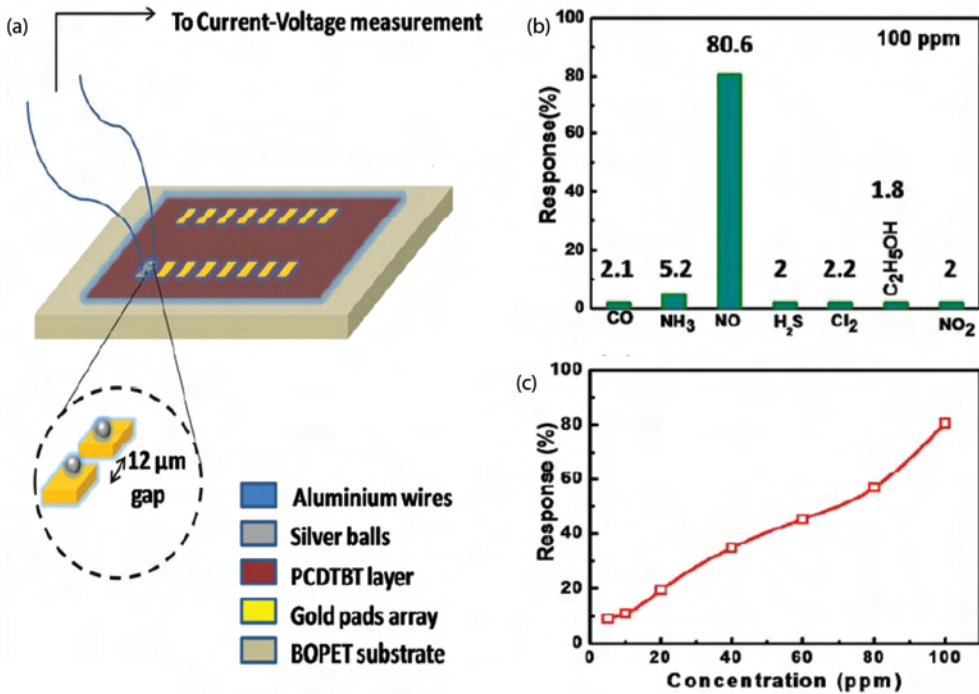 (a)
To Current-Voltage measurement
12 μm
gap
Aluminium wires
Silver balls
PCDTBT layer
Gold pads array
BOPET substrate
(b)
100 ppm
Response(%)
100
80
60
40
20
0
2.1
5.2
80.6
2
2.2
1.8
2
CO
NH₃
NO
H₂S
Cl₂
C₂H₅OH
NO₂
(c)
Response (%)
100
80
60
40
20
0
0
20
40
60
80
100
Concentration (ppm)